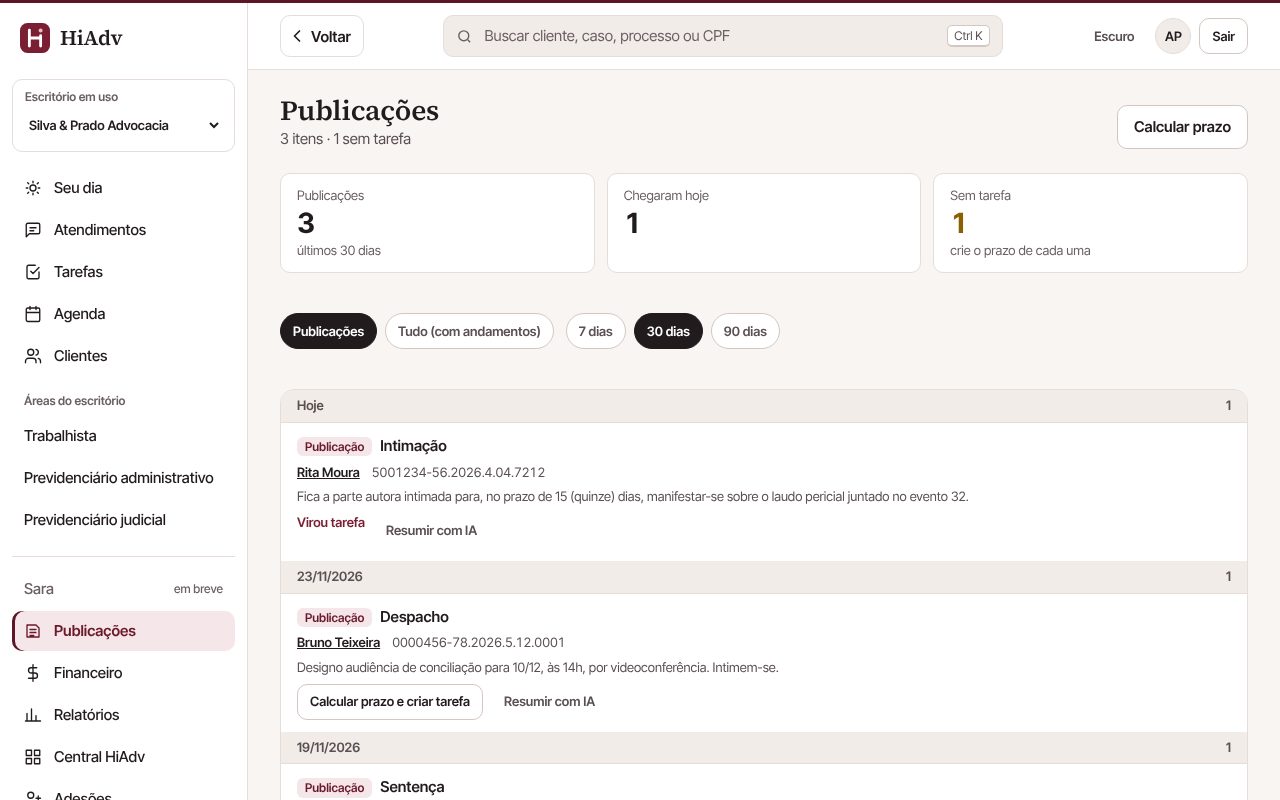 HiAdv
Escritório em uso
Silva & Prado Advocacia
Seu dia
Atendimentos
Tarefas
Agenda
Clientes
Áreas do escritório
Trabalhista
Previdenciário administrativo
Previdenciário judicial
Sara em breve
Publicações
Financeiro
Relatórios
Central HiAdv
Adesões
Voltar
Buscar cliente, caso, processo ou CPF Ctrl K
Escuro
AP
Sair
Publicações
3 itens · 1 sem tarefa
Calcular prazo
Publicações
3
últimos 30 dias
Chegaram hoje
1
Sem tarefa
1
crie o prazo de cada uma
Publicações Tudo (com andamentos) 7 dias 30 dias 90 dias
Hoje 1
Publicação Intimação
Rita Moura 5001234-56.2026.4.04.7212
Fica a parte autora intimada para, no prazo de 15 (quinze) dias, manifestar-se sobre o laudo pericial juntado no evento 32.
Virou tarefa Resumir com IA
23/11/2026 1
Publicação Despacho
Bruno Teixeira 0000456-78.2026.5.12.0001
Designo audiência de conciliação para 10/12, às 14h, por videoconferência. Intimem-se.
Calcular prazo e criar tarefa Resumir com IA
19/11/2026 1
Publicação Sentença